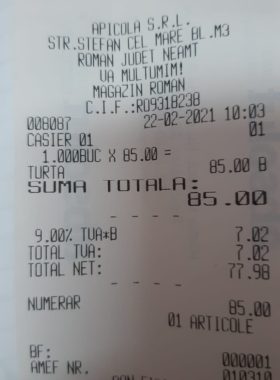 APICOLA S.R.L.
STR.STEFAN CEL MARE BL.M3
ROMAN JUDET NEAMT
VA MULTUMIM!
MAGAZIN ROMAN
C.I.F.:RO9318238
008087 22-02-2021 10:03
CASIER 01 01
1.000BUC X 85.00 =
TURTA 85.00 B
SUMA TOTALA:
85.00
- - - -
9.00% TVA*B 7.02
TOTAL TVA: 7.02
TOTAL NET: 77.98
- - - -
NUMERAR 85.00
01 ARTICOLE
BF: 000001
AMEF NR. 010310